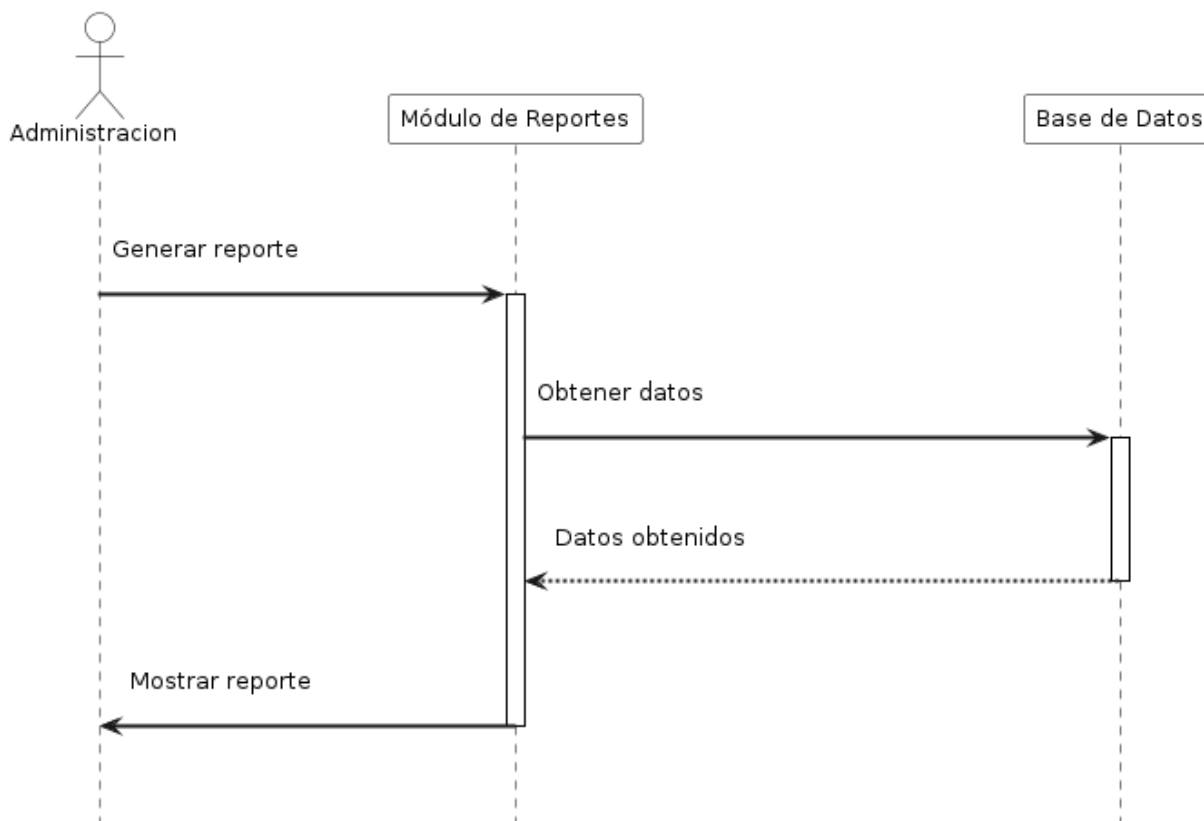 Administracion
Módulo de Reportes
Base de Datos
Generar reporte
Obtener datos
Datos obtenidos
Mostrar reporte